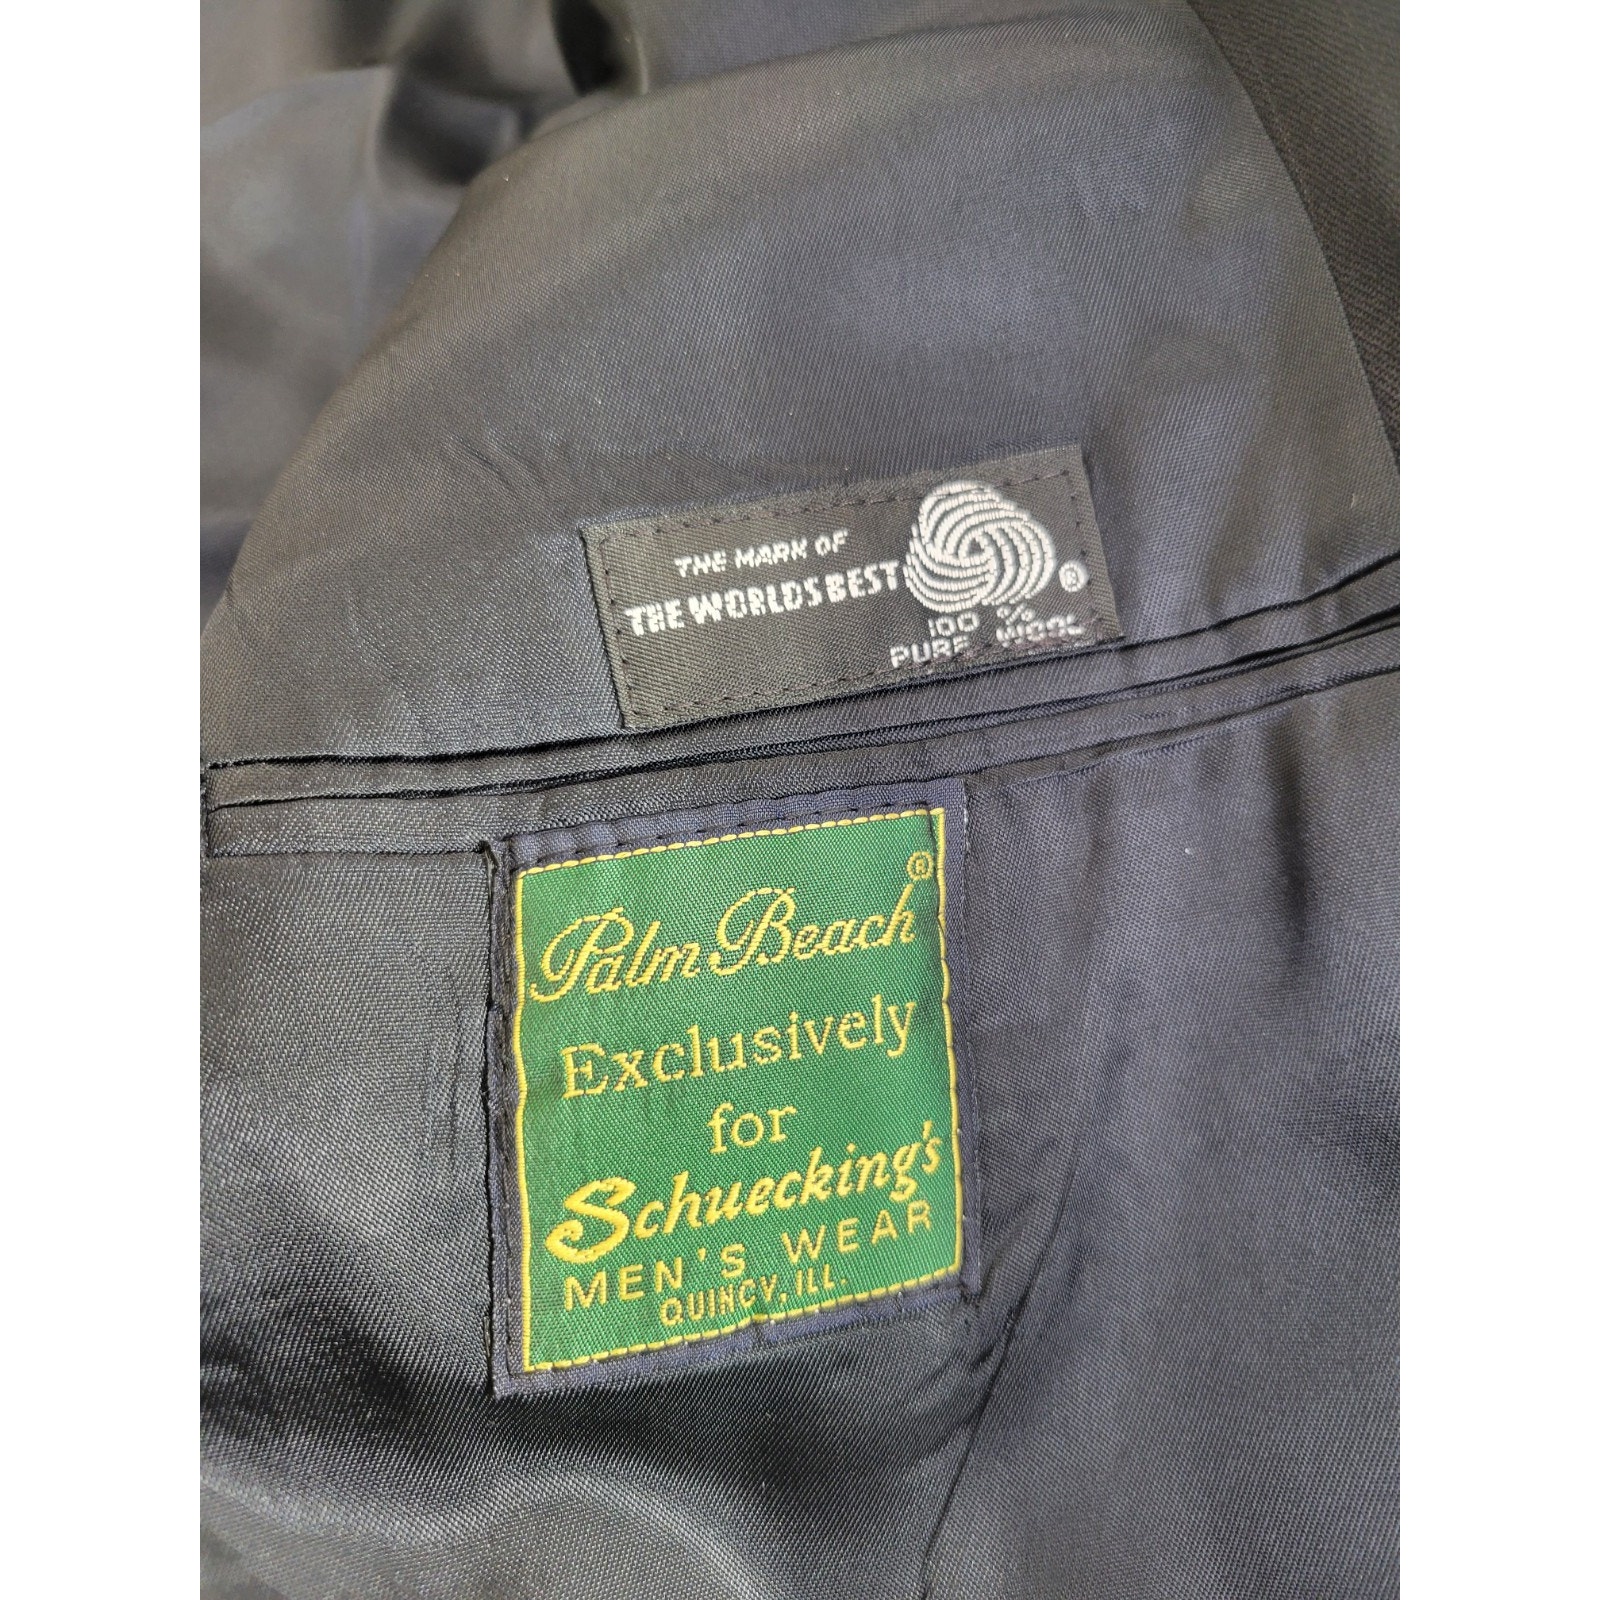 THE MARK OF
THE WORLDS BEST
®
100 %
PURE WOOL
Palm Beach®
Exclusively
for
Schuecking's
MEN'S WEAR
QUINCY, ILL.